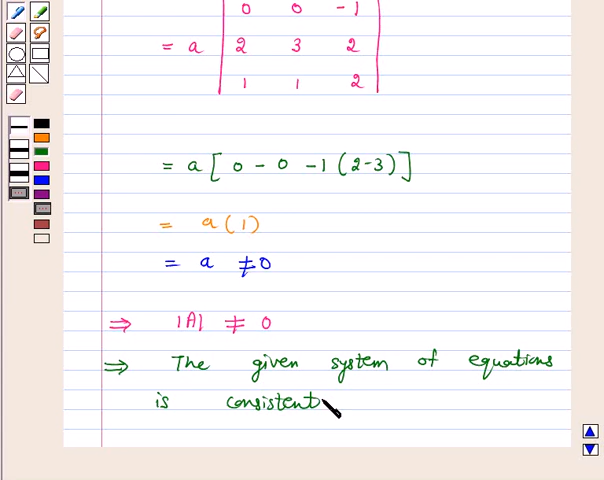 0 0 -1
= a 2 3 2
1 1 2
= a [ 0 - 0 - 1 ( 2-3 ) ]
= a ( 1 )
= a ≠ 0
⇒ |A| ≠ 0
⇒ The given system of equations
is consistent